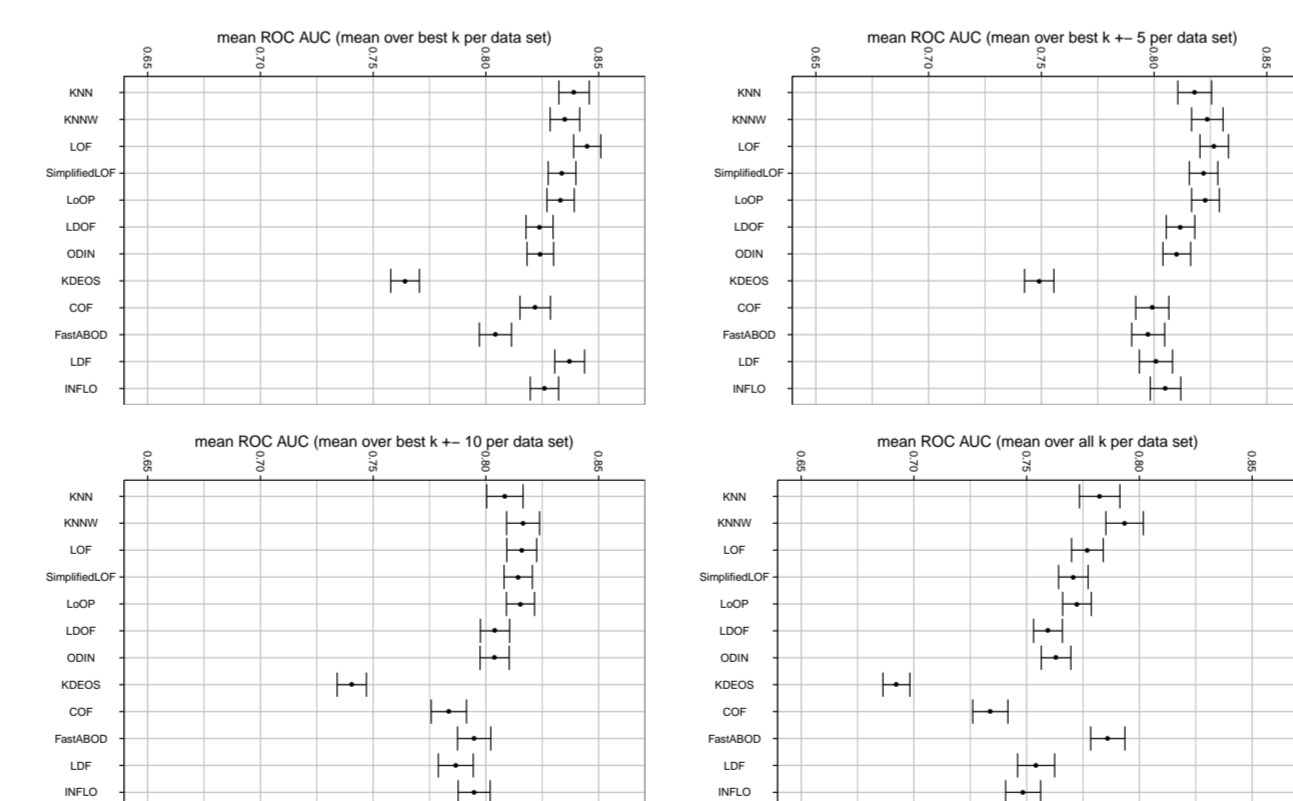 mean ROC AUC (mean over best k per data set)
0.65 0.70 0.75 0.80 0.85
KNN
KNNW
LOF
SimplifiedLOF
LoOP
LDOF
ODIN
KDEOS
COF
FastABOD
LDF
INFLO
mean ROC AUC (mean over best k +− 5 per data set)
0.65 0.70 0.75 0.80 0.85
KNN
KNNW
LOF
SimplifiedLOF
LoOP
LDOF
ODIN
KDEOS
COF
FastABOD
LDF
INFLO
mean ROC AUC (mean over best k +− 10 per data set)
0.65 0.70 0.75 0.80 0.85
KNN
KNNW
LOF
SimplifiedLOF
LoOP
LDOF
ODIN
KDEOS
COF
FastABOD
LDF
INFLO
mean ROC AUC (mean over all k per data set)
0.65 0.70 0.75 0.80 0.85
KNN
KNNW
LOF
SimplifiedLOF
LoOP
LDOF
ODIN
KDEOS
COF
FastABOD
LDF
INFLO